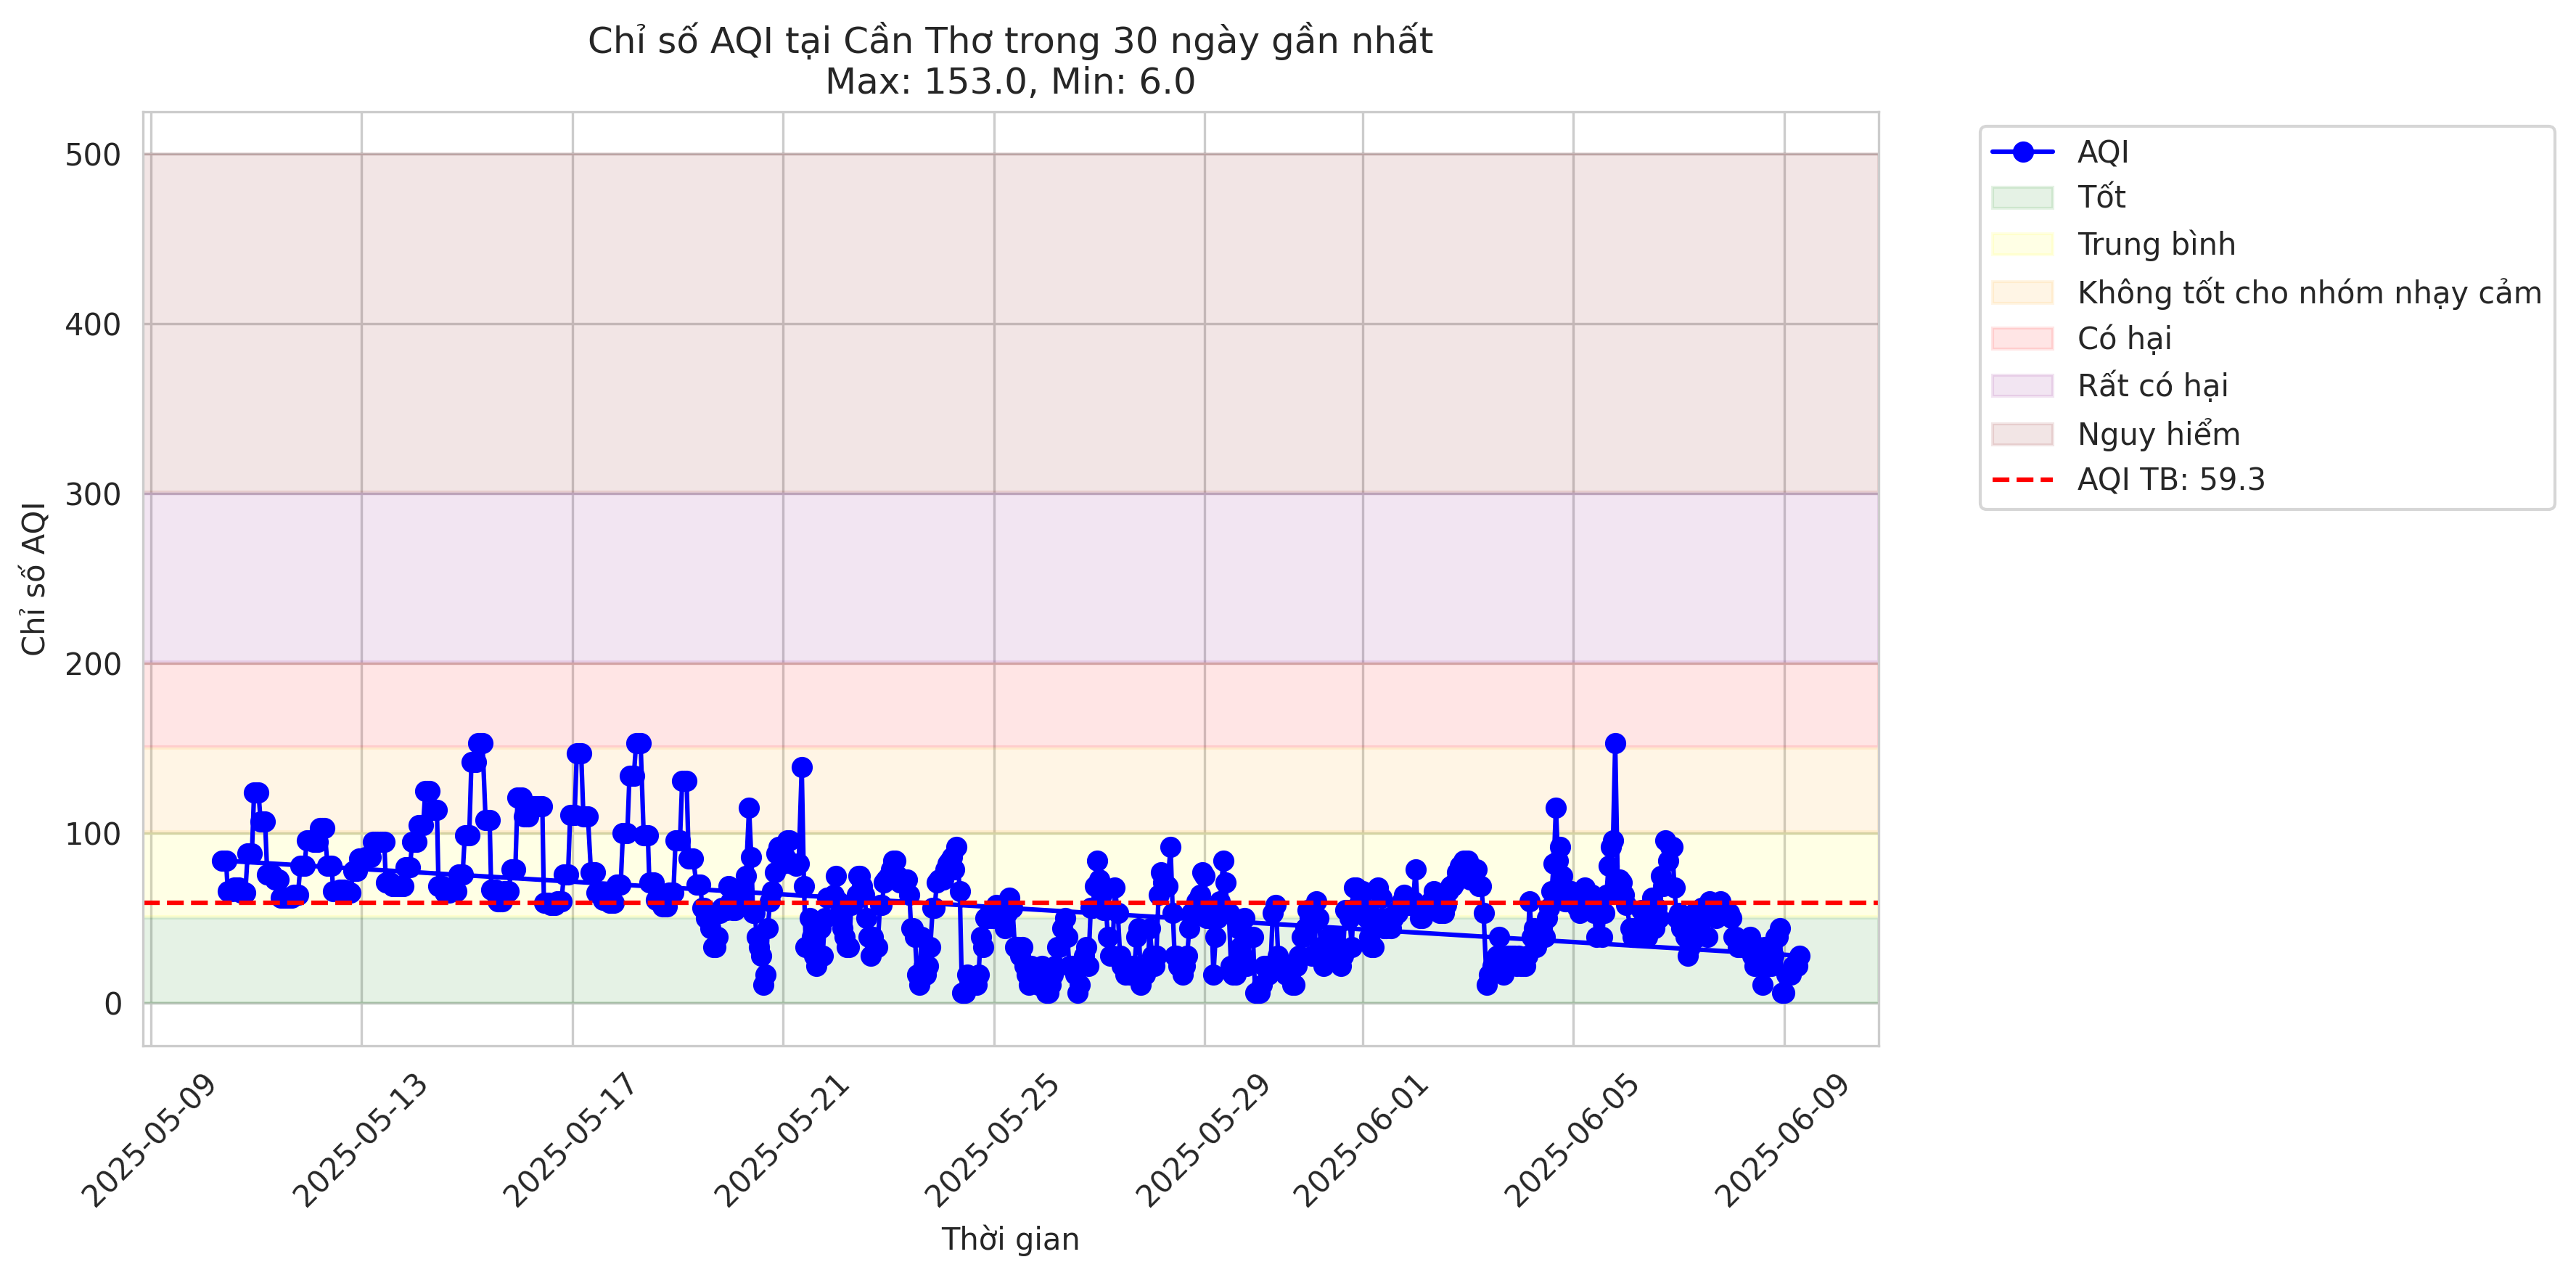 Chỉ số AQI tại Cần Thơ trong 30 ngày gần nhất
Max: 153.0, Min: 6.0
Chỉ số AQI
500
400
300
200
100
0
2025-05-09
2025-05-13
2025-05-17
2025-05-21
2025-05-25
2025-05-29
2025-06-01
2025-06-05
2025-06-09
Thời gian
AQI
Tốt
Trung bình
Không tốt cho nhóm nhạy cảm
Có hại
Rất có hại
Nguy hiểm
AQI TB: 59.3